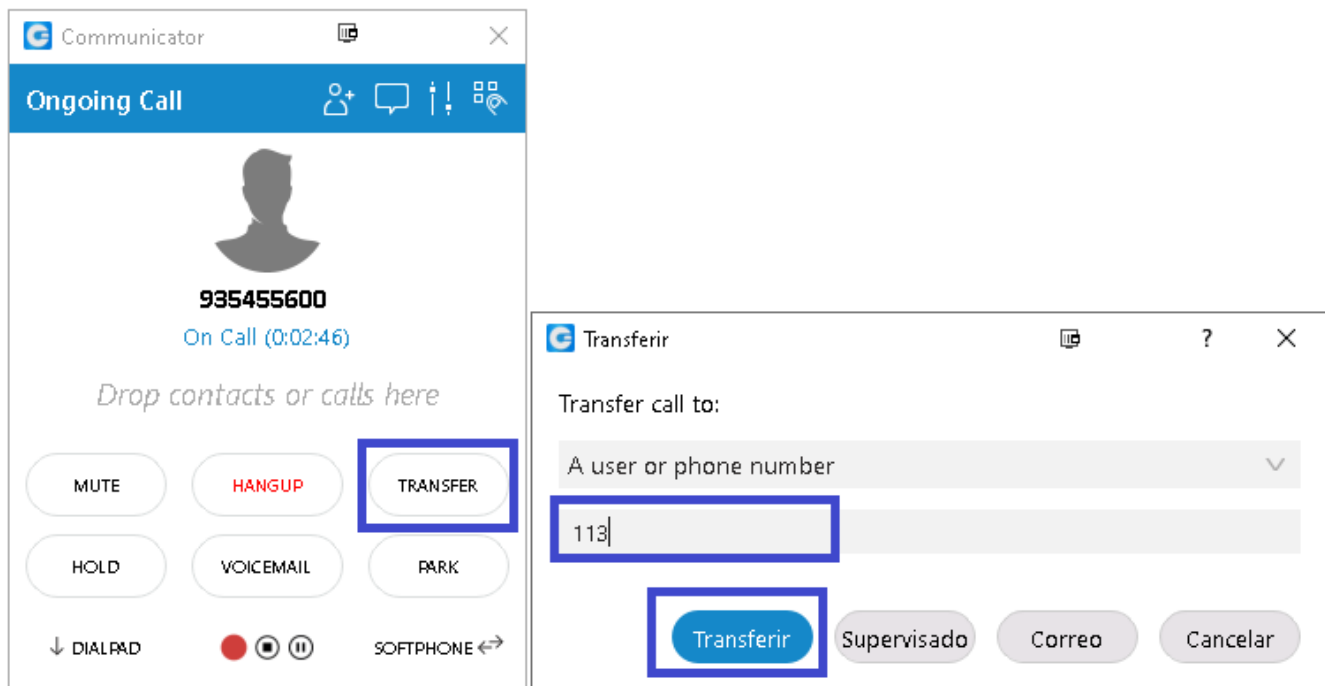 Communicator
Ongoing Call
935455600
On Call (0:02:46)
Drop contacts or calls here
MUTE
HANGUP
TRANSFER
HOLD
VOICEMAIL
PARK
DIALPAD
SOFTPHONE
Transferir
?
Transfer call to:
A user or phone number
113
Transferir
Supervisado
Correo
Cancelar